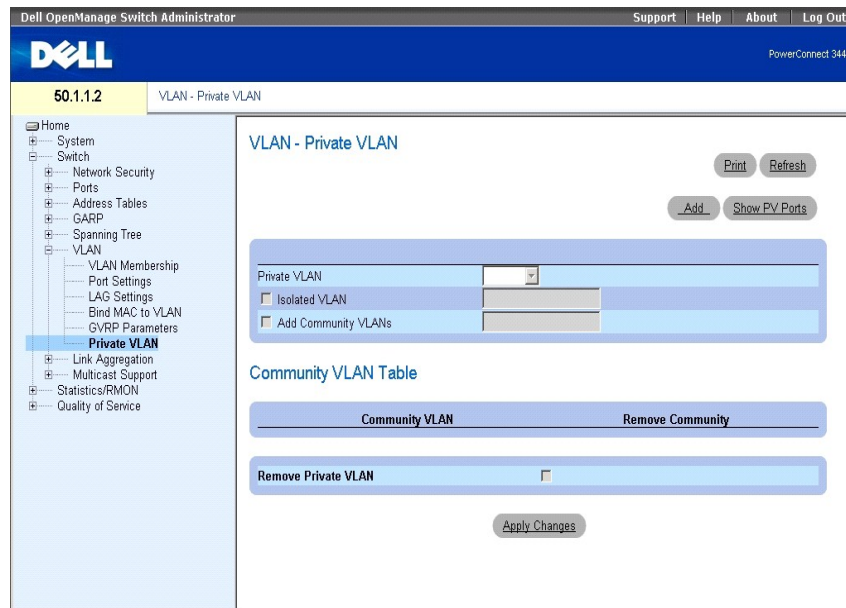 Dell OpenManage Switch Administrator
Support Help About Log Out
DELL
PowerConnect 344
50.1.1.2
VLAN - Private VLAN
Home
System
Switch
Network Security
Ports
Address Tables
GARP
Spanning Tree
VLAN
VLAN Membership
Port Settings
LAG Settings
Bind MAC to VLAN
GVRP Parameters
Private VLAN
Link Aggregation
Multicast Support
Statistics/RMON
Quality of Service
VLAN - Private VLAN
Print Refresh
Add Show PV Ports
Private VLAN
Isolated VLAN
Add Community VLANs
Community VLAN Table
Community VLAN Remove Community
Remove Private VLAN
Apply Changes